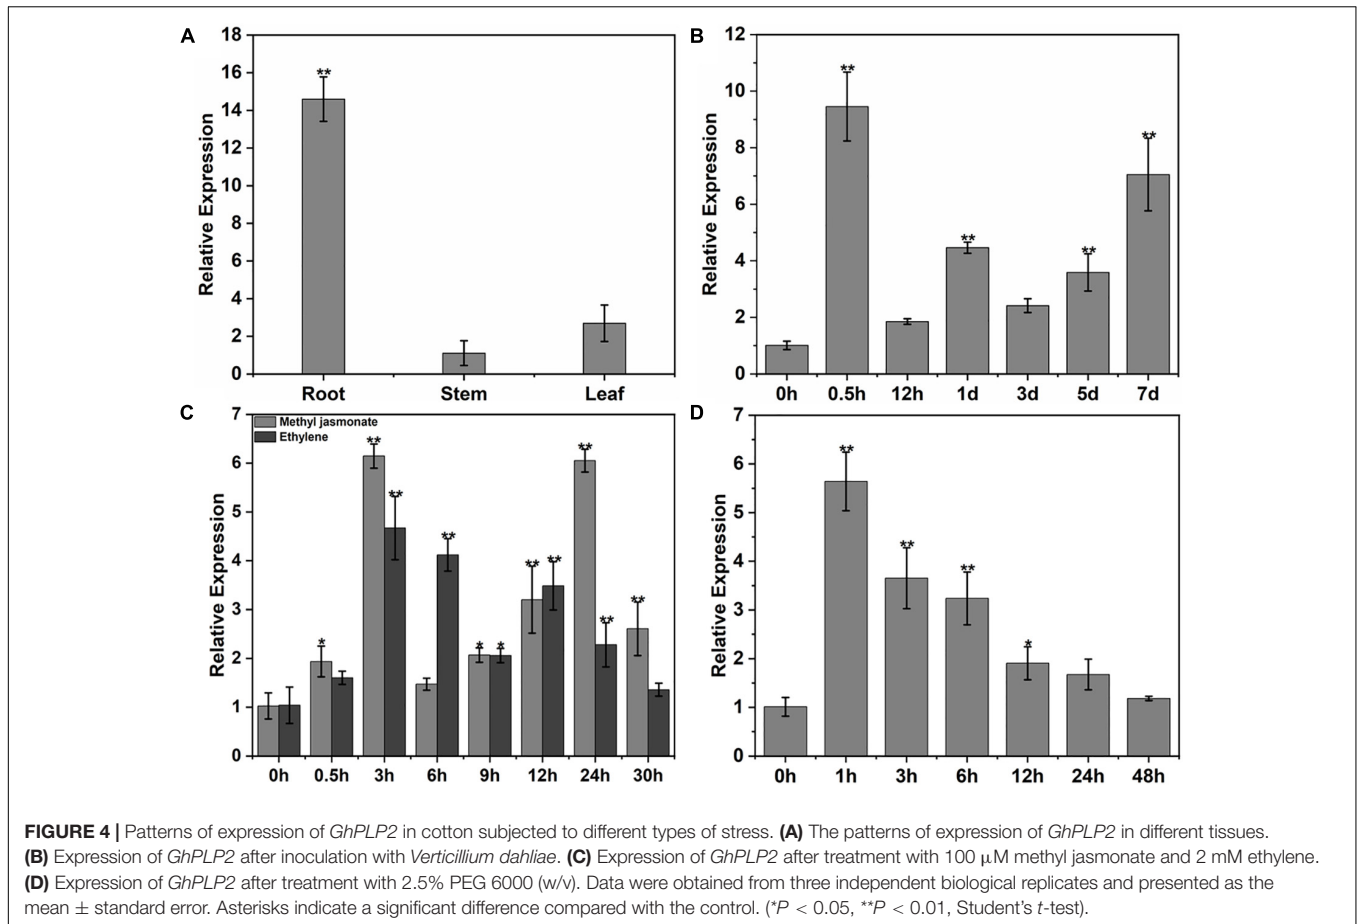 A
18
16
14
12
10
8
6
4
2
0
Relative Expression
**
Root Stem Leaf
B
12
10
8
6
4
2
0
Relative Expression
**
**
**
**
0h 0.5h 12h 1d 3d 5d 7d
C
7
6
5
4
3
2
1
0
Relative Expression
Methyl jasmonate
Ethylene
*
**
**
**
*
*
**
**
**
**
**
0h 0.5h 3h 6h 9h 12h 24h 30h
D
7
6
5
4
3
2
1
0
Relative Expression
**
**
**
*
0h 1h 3h 6h 12h 24h 48h
FIGURE 4 | Patterns of expression of GhPLP2 in cotton subjected to different types of stress. (A) The patterns of expression of GhPLP2 in different tissues.
(B) Expression of GhPLP2 after inoculation with Verticillium dahliae. (C) Expression of GhPLP2 after treatment with 100 μM methyl jasmonate and 2 mM ethylene.
(D) Expression of GhPLP2 after treatment with 2.5% PEG 6000 (w/v). Data were obtained from three independent biological replicates and presented as the
mean ± standard error. Asterisks indicate a significant difference compared with the control. (*P < 0.05, **P < 0.01, Student's t-test).